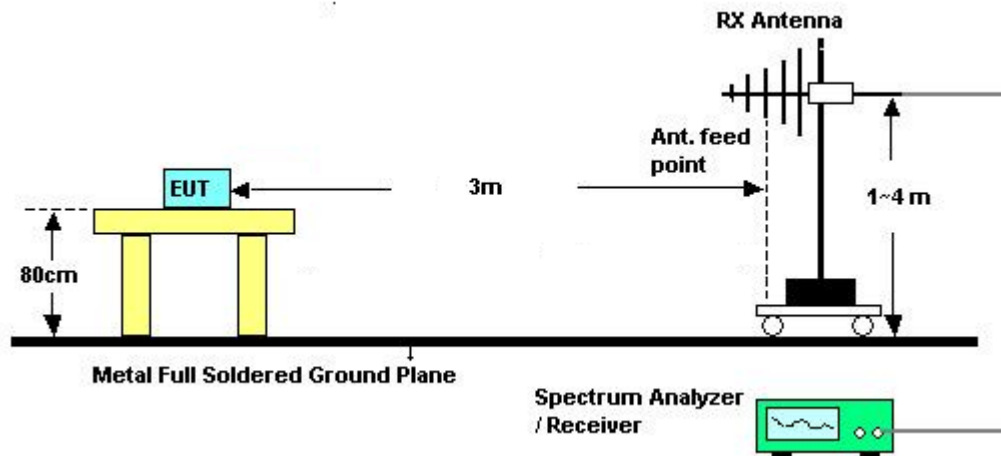 RX Antenna
Ant. feed
point
EUT
3m
1~4 m
80cm
Metal Full Soldered Ground Plane
Spectrum Analyzer
/ Receiver